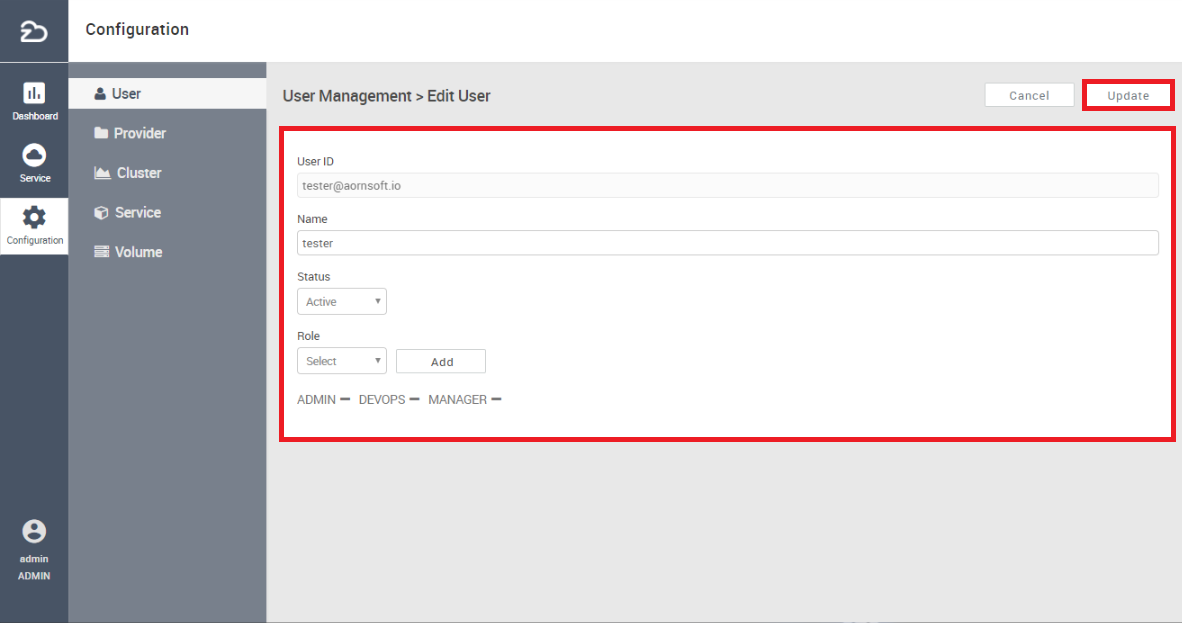 Configuration
Dashboard
Service
Configuration
admin
ADMIN
User
Provider
Cluster
Service
Volume
User Management > Edit User
Cancel
Update
User ID
tester@aornsoft.io
Name
tester
Status
Active
Role
Select
Add
ADMIN DEVOPS MANAGER